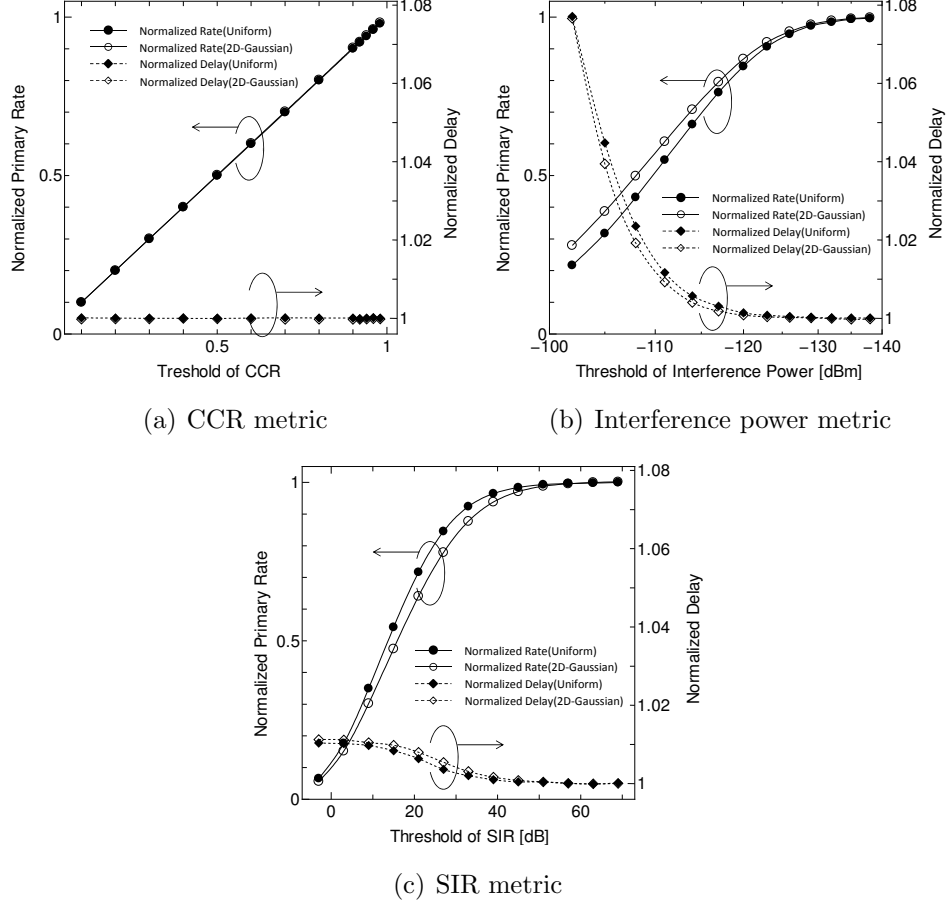 1
0.5
0
Normalized Primary Rate
Normalized Rate(Uniform)
Normalized Rate(2D-Gaussian)
Normalized Delay(Uniform)
Normalized Delay(2D-Gaussian)
1.08
1.06
1.04
1.02
1
Normalized Delay
0.5
1
Treshold of CCR
(a) CCR metric
1
0.5
0
Normalized Primary Rate
Normalized Rate(Uniform)
Normalized Rate(2D-Gaussian)
Normalized Delay(Uniform)
Normalized Delay(2D-Gaussian)
1.08
1.06
1.04
1.02
1
Normalized Delay
−100 −110 −120 −130 −140
Threshold of Interference Power [dBm]
(b) Interference power metric
1
0.5
0
Normalized Primary Rate
Normalized Rate(Uniform)
Normalized Rate(2D-Gaussian)
Normalized Delay(Uniform)
Normalized Delay(2D-Gaussian)
1.08
1.06
1.04
1.02
1
Normalized Delay
0 20 40 60
Threshold of SIR [dB]
(c) SIR metric